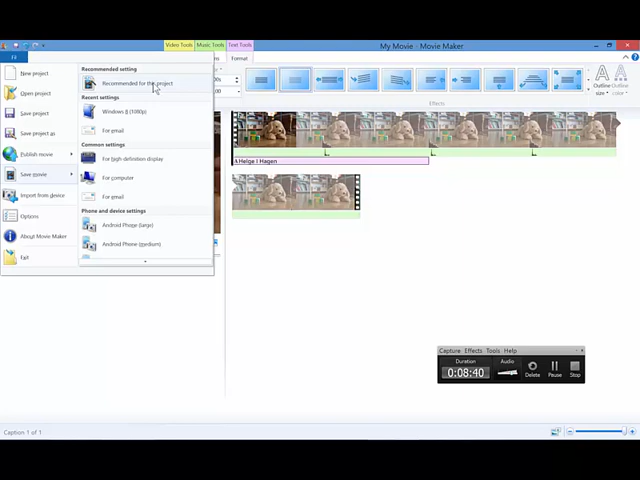 Video Tools Music Tools Text Tools
My Movie - Movie Maker
Format
New project
Open project
Save project
Save project as
Publish movie
Save movie
Import from device
Options
About Movie Maker
Exit
Recommended setting
Recommended for this project
Recent settings
Windows 8 (1080p)
For email
Common settings
For high-definition display
For computer
For email
Phone and device settings
Android Phone (large)
Android Phone (medium)
Outline
Outline
color
Effects
A Helge I Hagen
Capture Effects Tools Help
Duration Audio
0:08:40
Delete Pause Stop
Caption 1 of 1